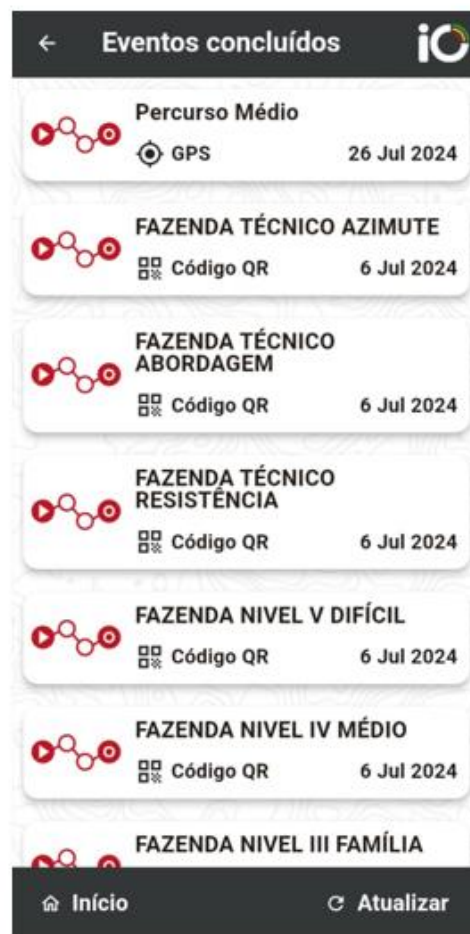 Eventos concluídos
iO
Percurso Médio
GPS
26 Jul 2024
FAZENDA TÉCNICO AZIMUTE
Código QR
6 Jul 2024
FAZENDA TÉCNICO
ABORDAGEM
Código QR
6 Jul 2024
FAZENDA TÉCNICO
RESISTÊNCIA
Código QR
6 Jul 2024
FAZENDA NIVEL V DIFÍCIL
Código QR
6 Jul 2024
FAZENDA NIVEL IV MÉDIO
Código QR
6 Jul 2024
FAZENDA NIVEL III FAMÍLIA
Início
Atualizar